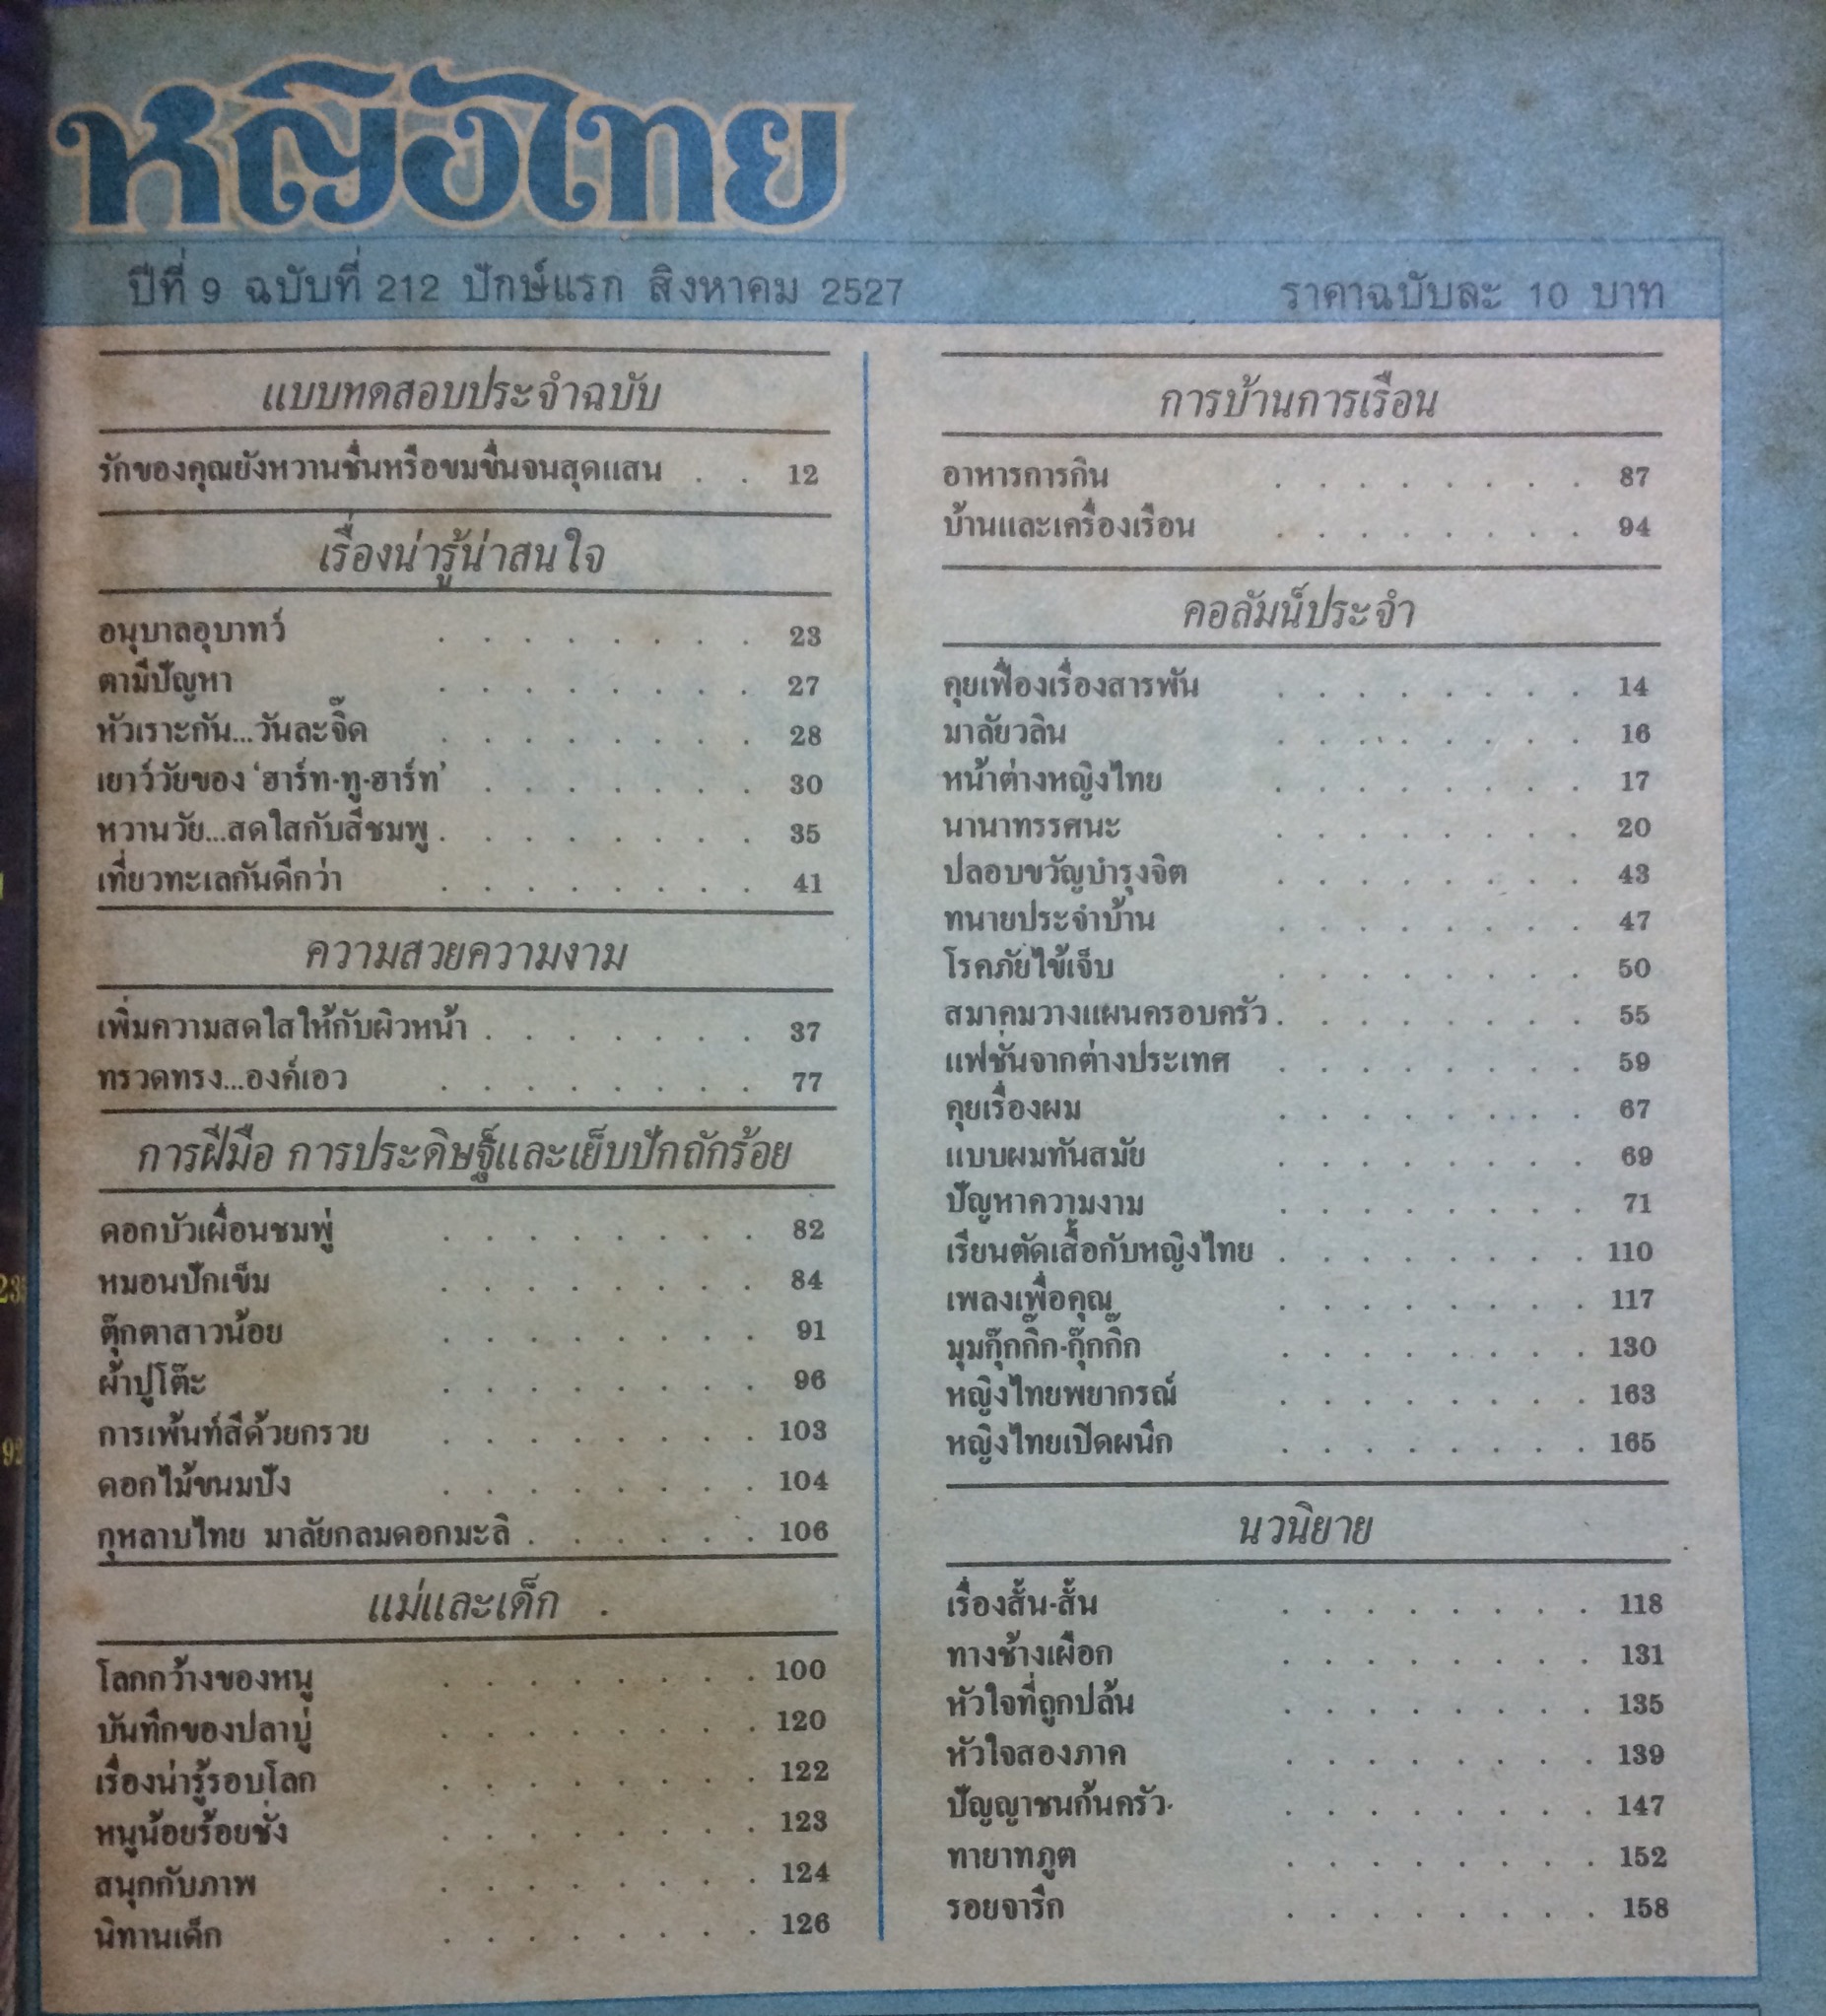 หญิงไทย
ปีที่ 9 ฉบับที่ 212 ปักษ์แรก สิงหาคม 2527
ราคาฉบับละ 10 บาท
แบบทดสอบประจำฉบับ
รักของคุณยังหวานชื่นหรือขมขื่นจนสุดแสน . . 12
เรื่องน่ารู้น่าสนใจ
อนุบาลอุบาทว์ . . . . . . . . 23
ตามีปัญหา . . . . . . . . 27
หัวเราะกัน...วันละจิ๊ด . . . . . . . . 28
เยาว์วัยของ ‘ฮาร์ท-ทู-ฮาร์ท’ . . . . . . . 30
หวานวัย...สดใสกับสีชมพู . . . . . . . . 35
เที่ยวทะเลกันดีกว่า . . . . . . . . 41
ความสวยความงาม
เพิ่มความสดใสให้กับผิวหน้า . . . . . . . 37
ทรวดทรง...องค์เอว . . . . . . . . 77
การฝีมือ การประดิษฐ์และเย็บปักถักร้อย
ดอกบัวเผื่อนชมพู่ . . . . . . . . 82
หมอนปักเข็ม . . . . . . . . 84
ตุ๊กตาสาวน้อย . . . . . . . . 91
ผ้าปูโต๊ะ . . . . . . . . 96
การเพ้นท์สีด้วยกรวย . . . . . . . . 103
ดอกไม้ขนมปัง . . . . . . . . 104
กุหลาบไทย มาลัยกลมดอกมะลิ . . . . . . 106
แม่และเด็ก
โลกกว้างของหนู . . . . . . . . 100
บันทึกของปลาบู่ . . . . . . . . 120
เรื่องน่ารู้รอบโลก . . . . . . . . 122
หนูน้อยร้อยชั่ง . . . . . . . . 123
สนุกกับภาพ . . . . . . . . 124
นิทานเด็ก . . . . . . . . 126
การบ้านการเรือน
อาหารการกิน . . . . . . . . 87
บ้านและเครื่องเรือน . . . . . . . . 94
คอลัมน์ประจำ
คุยเฟื่องเรื่องสารพัน . . . . . . . . 14
มาลัยวลิน . . . . . . . . 16
หน้าต่างหญิงไทย . . . . . . . . 17
นานาทรรศนะ . . . . . . . . 20
ปลอบขวัญบำรุงจิต . . . . . . . . 43
ทนายประจำบ้าน . . . . . . . . 47
โรคภัยไข้เจ็บ . . . . . . . . 50
สมาคมวางแผนครอบครัว . . . . . . . . 55
แฟชั่นจากต่างประเทศ . . . . . . . . 59
คุยเรื่องผม . . . . . . . . 67
แบบผมทันสมัย . . . . . . . . 69
ปัญหาความงาม . . . . . . . . 71
เรียนตัดเสื้อกับหญิงไทย . . . . . . . . 110
เพลงเพื่อคุณ . . . . . . . . 117
มุมกุ๊กกิ๊ก-กุ๊กกิ๊ก . . . . . . . . 130
หญิงไทยพยากรณ์ . . . . . . . . 163
หญิงไทยเปิดผนึก . . . . . . . . 165
นวนิยาย
เรื่องสั้น-สั้น . . . . . . . . 118
ทางช้างเผือก . . . . . . . . 131
หัวใจที่ถูกปล้น . . . . . . . . 135
หัวใจสองภาค . . . . . . . . 139
ปัญญาชนก้นครัว . . . . . . . . 147
ทายาทภูต . . . . . . . . 152
รอยจารึก . . . . . . . . 158